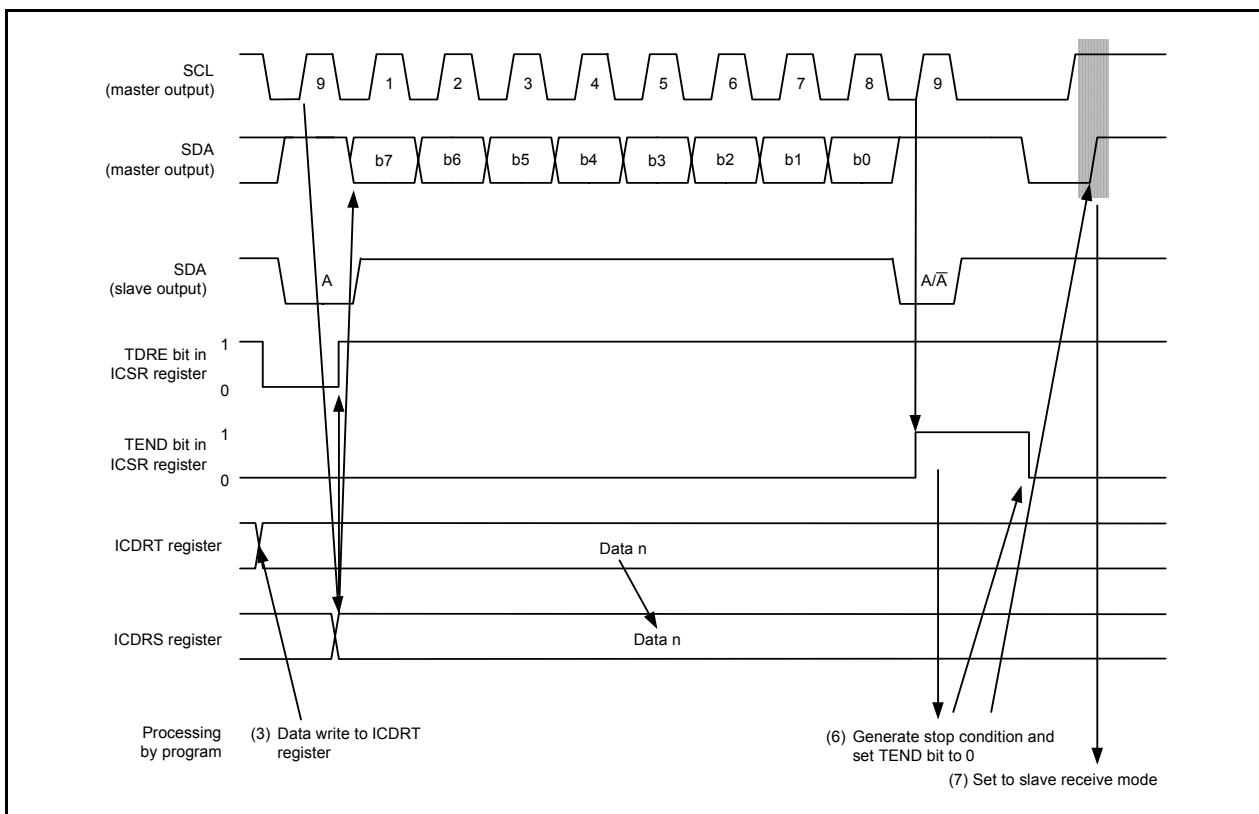 SCL
(master output)
9 1 2 3 4 5 6 7 8 9
SDA
(master output)
b7 b6 b5 b4 b3 b2 b1 b0
SDA
(slave output)
A
A/A̅
TDRE bit in
ICSR register
1
0
TEND bit in
ICSR register
1
0
ICDRT register
Data n
ICDRS register
Data n
Processing
by program
(3) Data write to ICDRT
register
(6) Generate stop condition and
set TEND bit to 0
(7) Set to slave receive mode